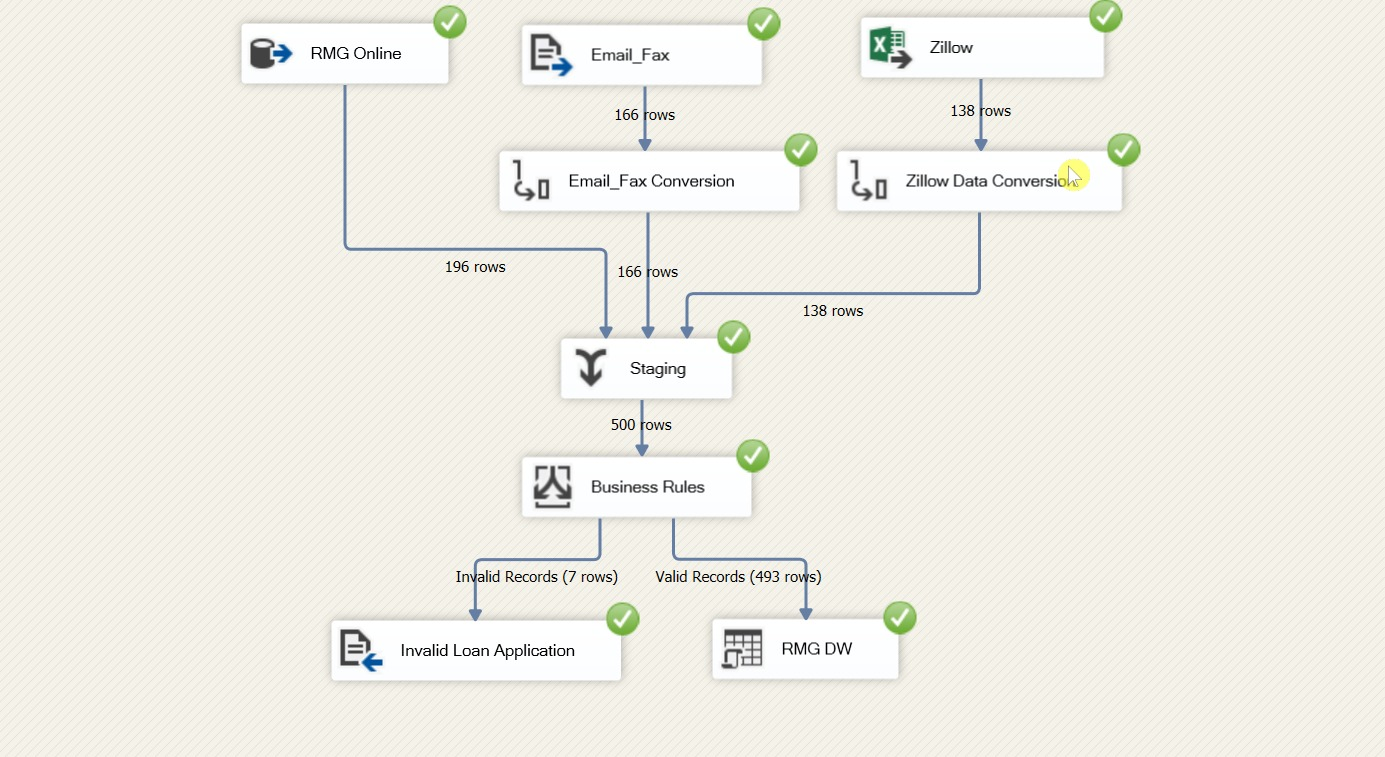 RMG Online
Email_Fax
Zillow
166 rows
138 rows
Email_Fax Conversion
Zillow Data Conversion
196 rows
166 rows
138 rows
Staging
500 rows
Business Rules
Invalid Records (7 rows)
Valid Records (493 rows)
Invalid Loan Application
RMG DW